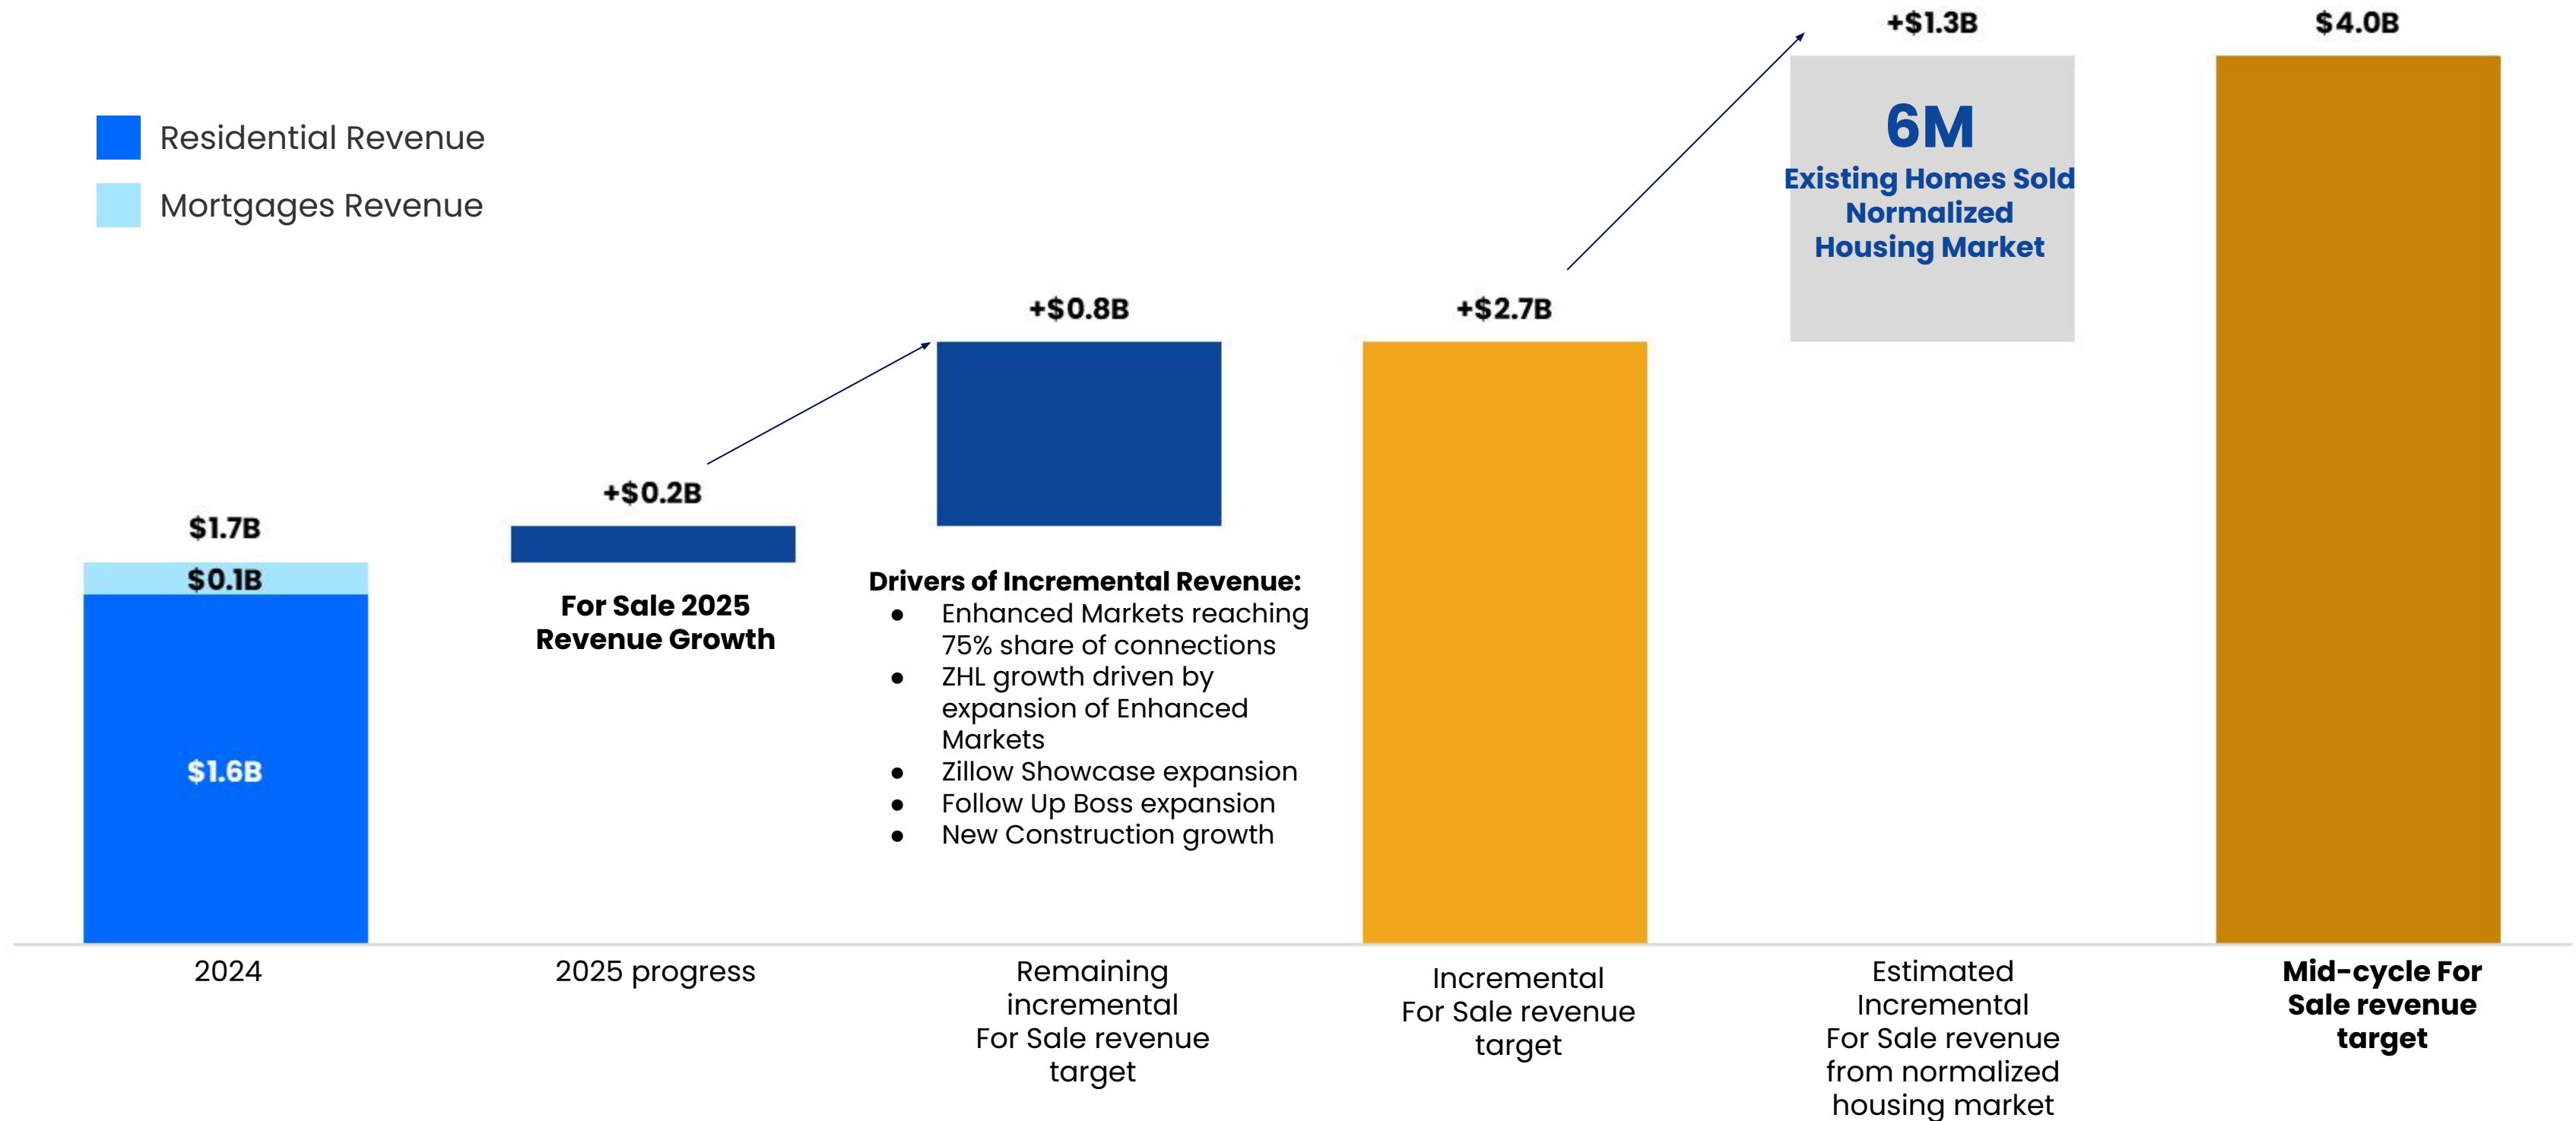 Residential Revenue
Mortgages Revenue
$1.7B
$0.1B
$1.6B
2024
+$0.2B
For Sale 2025
Revenue Growth
2025 progress
+$0.8B
Drivers of Incremental Revenue:
● Enhanced Markets reaching
75% share of connections
● ZHL growth driven by
expansion of Enhanced
Markets
● Zillow Showcase expansion
● Follow Up Boss expansion
● New Construction growth
Remaining
incremental
For Sale revenue
target
+$2.7B
Incremental
For Sale revenue
target
+$1.3B
6M
Existing Homes Sold
Normalized
Housing Market
Estimated
Incremental
For Sale revenue
from normalized
housing market
$4.0B
Mid-cycle For
Sale revenue
target